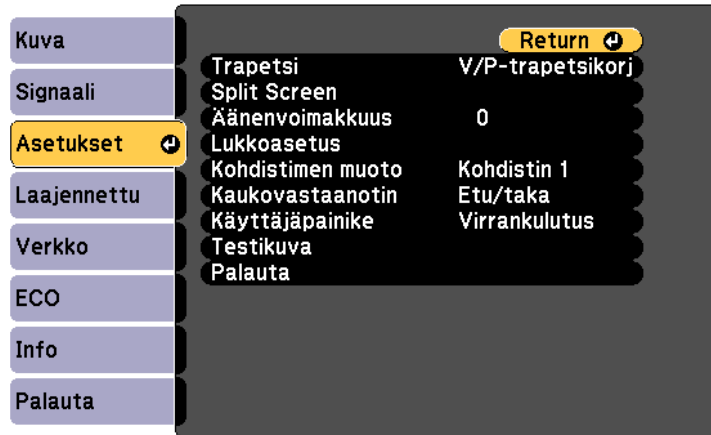 Kuva
Signaali
Asetukset
Laajennettu
Verkko
ECO
Info
Palauta
Return
Trapetsi V/P-trapetsikorj
Split Screen
Äänenvoimakkuus 0
Lukkoasetus
Kohdistimen muoto Kohdistin 1
Kaukovastaanotin Etu/taka
Käyttäjäpainike Virrankulutus
Testikuva
Palauta